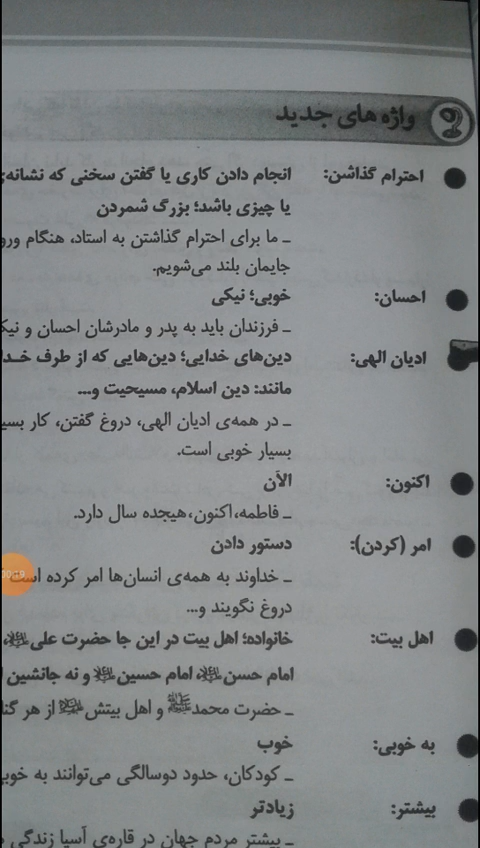 واژه های جدید
احترام گذاشتن: انجام دادن کاری یا گفتن سخنی که
یا چیزی باشد؛ بزرگ شمردن
ـ ما برای احترام گذاشتن به استاد، هنگام
جایمان بلند می‌شویم.
احسان: خوبی؛ نیکی
ـ فرزندان باید به پدر و مادرشان احسان و
ادیان الهی: دین‌های خدایی؛ دین‌هایی که از طرف
مانند: دین اسلام، مسیحیت و...
ـ در همه‌ی ادیان الهی، دروغ گفتن، کار
بسیار خوبی است.
اکنون: الآن
ـ فاطمه،اکنون،هیجده سال دارد.
امر (کردن): دستور دادن
ـ خداوند به همه‌ی انسان‌ها امر کرده است
00:19
دروغ نگویند و...
اهل بیت: خانواده؛ اهل بیت در این جا حضرت علی
امام حسن، امام حسین و نه جانشین
ـ حضرت محمدﷺ و اهل بیتش از هر
به خوبی: خوب
ـ کودکان، حدود دوسالگی می‌توانند به
بیشتر: زیادتر
ـ بیشتر مردم جهان در قاره‌ی آسیا زندگی